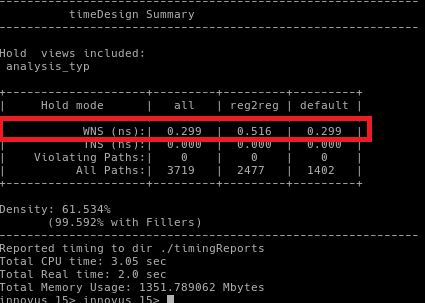 ------------------------------------------------------------
timeDesign Summary
------------------------------------------------------------
Hold views included:
analysis_typ
+--------------------+---------+---------+---------+
| Hold mode | all | reg2reg | default |
+--------------------+---------+---------+---------+
| WNS (ns):| 0.299 | 0.516 | 0.299 |
| TNS (ns):| 0.000 | 0.000 | 0.000 |
| Violating Paths:| 0 | 0 | 0 |
| All Paths:| 3719 | 2477 | 1402 |
+--------------------+---------+---------+---------+
Density: 61.534%
(99.592% with Fillers)
------------------------------------------------------------
Reported timing to dir ./timingReports
Total CPU time: 3.05 sec
Total Real time: 2.0 sec
Total Memory Usage: 1351.789062 Mbytes
innovus 15> innovus 15>